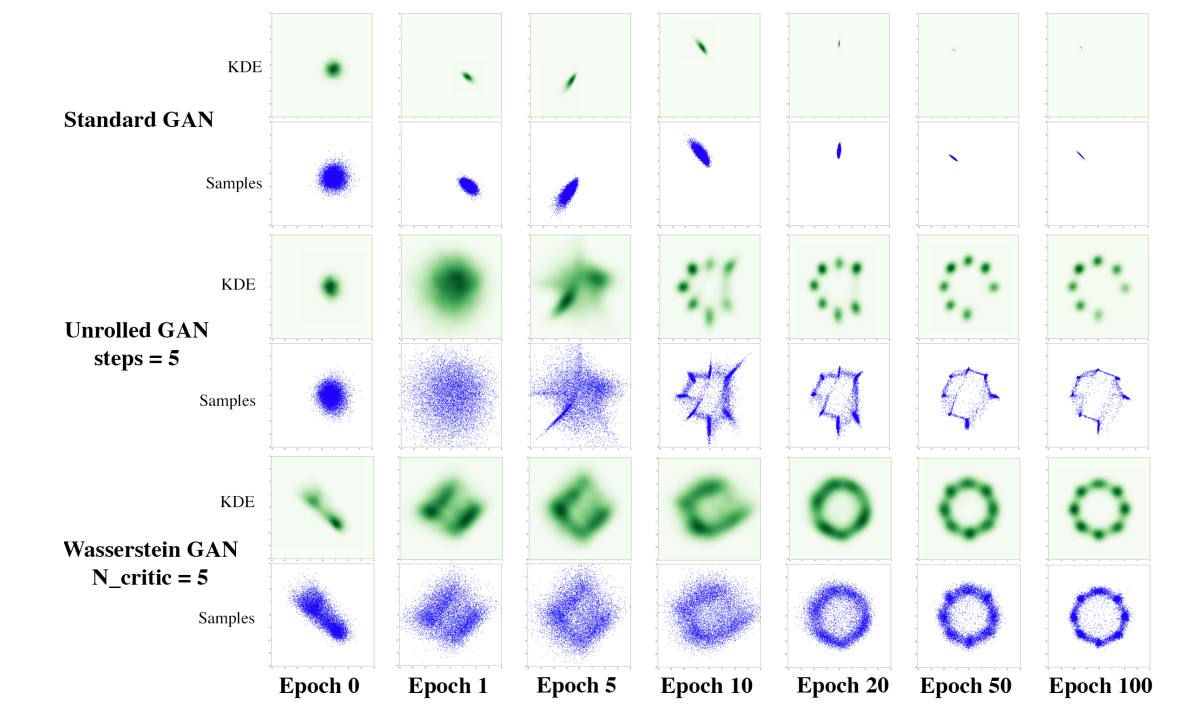 KDE
Standard GAN
Samples
KDE
Unrolled GAN
steps = 5
Samples
KDE
Wasserstein GAN
N_critic = 5
Samples
Epoch 0 Epoch 1 Epoch 5 Epoch 10 Epoch 20 Epoch 50 Epoch 100